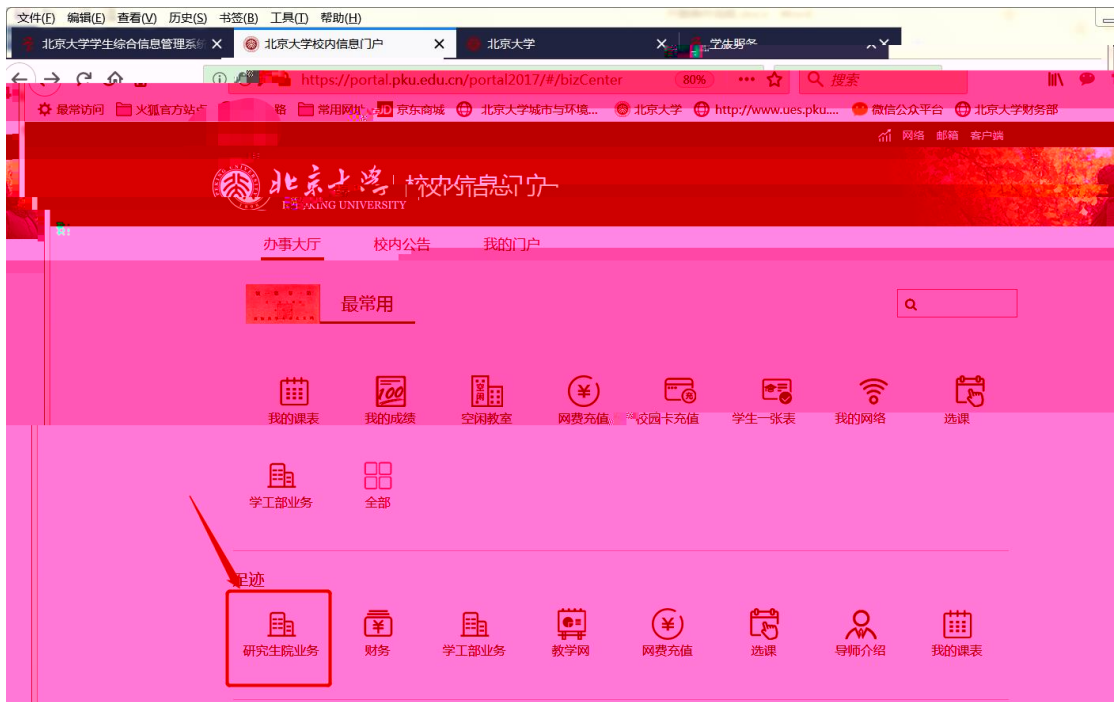 文件(F) 编辑(E) 查看(V) 历史(S) 书签(B) 工具(T) 帮助(H)
北京大学学生综合信息管理系统 北京大学校内信息门户 北京大学 学生服务
https://portal.pku.edu.cn/portal2017/#/bizCenter 80% 搜索
最常访问 火狐官方站点 常用网址 京东商城 北京大学城市与环境... 北京大学 http://www.ues.pku.... 微信公众平台 北京大学财务部
网络 邮箱 客户端
北京大学 校内信息门户
PEKING UNIVERSITY
办事大厅 校内公告 我的门户
最常用
我的课表 我的成绩 空闲教室 网费充值 校园卡充值 学生一张表 我的网络 选课
学工部业务 全部
足迹
研究生院业务 财务 学工部业务 教学网 网费充值 选课 导师介绍 我的课表